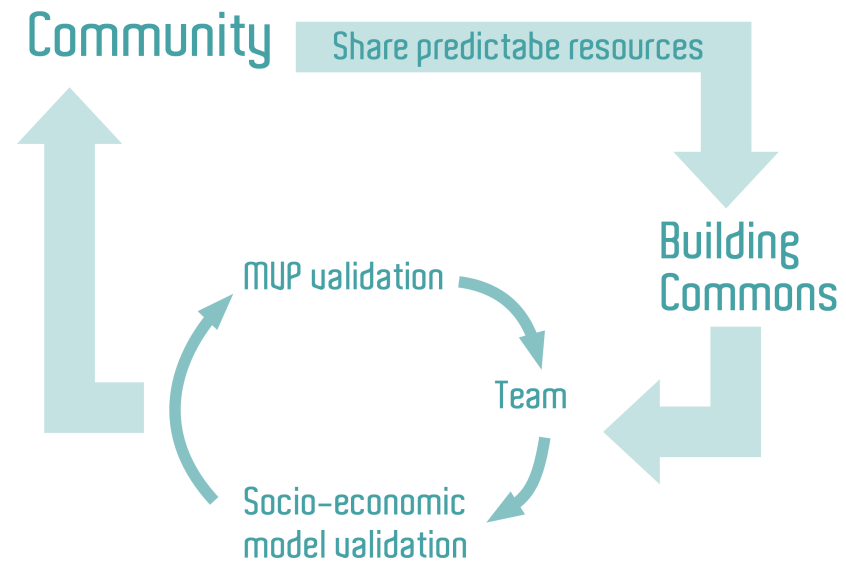 Community
Share predictabe resources
Building
Commons
MVP validation
Team
Socio-economic
model validation